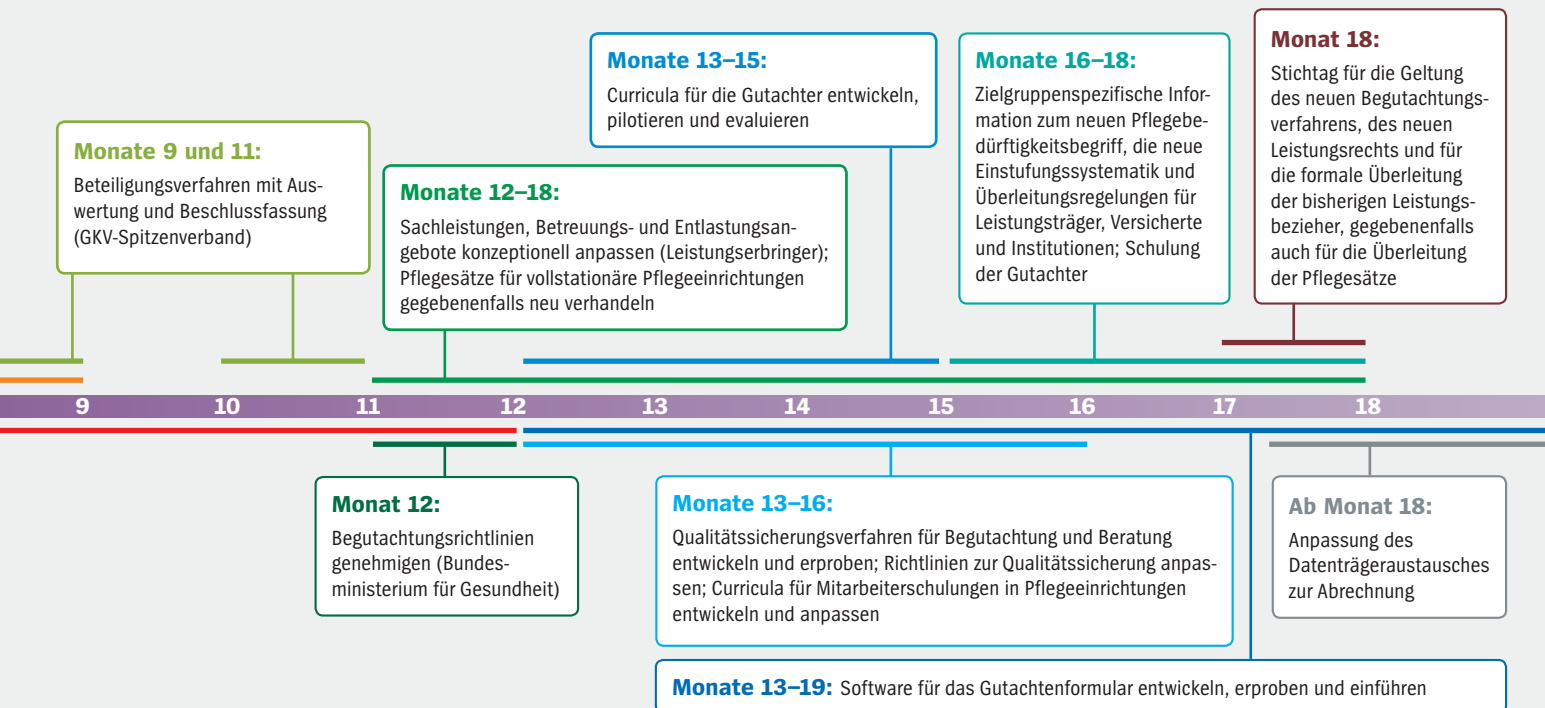 Monate 9 und 11:
Beteiligungsverfahren mit Aus-
wertung und Beschlussfassung
(GKV-Spitzenverband)
Monate 12–18:
Sachleistungen, Betreuungs- und Entlastungsan-
gebote konzeptionell anpassen (Leistungserbringer);
Pflegesätze für vollstationäre Pflegeeinrichtungen
gegebenenfalls neu verhandeln
Monate 13–15:
Curricula für die Gutachter entwickeln,
pilotieren und evaluieren
Monate 16–18:
Zielgruppenspezifische Infor-
mation zum neuen Pflegebe-
dürftigkeitsbegriff, die neue
Einstufungssystematik und
Überleitungsregelungen für
Leistungsträger, Versicherte
und Institutionen; Schulung
der Gutachter
Monat 18:
Stichtag für die Geltung
des neuen Begutachtungs-
verfahrens, des neuen
Leistungsrechts und für
die formale Überleitung
der bisherigen Leistungs-
bezieher, gegebenenfalls
auch für die Überleitung
der Pflegesätze
9 10 11 12 13 14 15 16 17 18
Monat 12:
Begutachtungsrichtlinien
genehmigen (Bundes-
ministerium für Gesundheit)
Monate 13–16:
Qualitätssicherungsverfahren für Begutachtung und Beratung
entwickeln und erproben; Richtlinien zur Qualitätssicherung anpas-
sen; Curricula für Mitarbeiterschulungen in Pflegeeinrichtungen
entwickeln und anpassen
Ab Monat 18:
Anpassung des
Datenträgeraustausches
zur Abrechnung
Monate 13–19: Software für das Gutachtenformular entwickeln, erproben und einführen